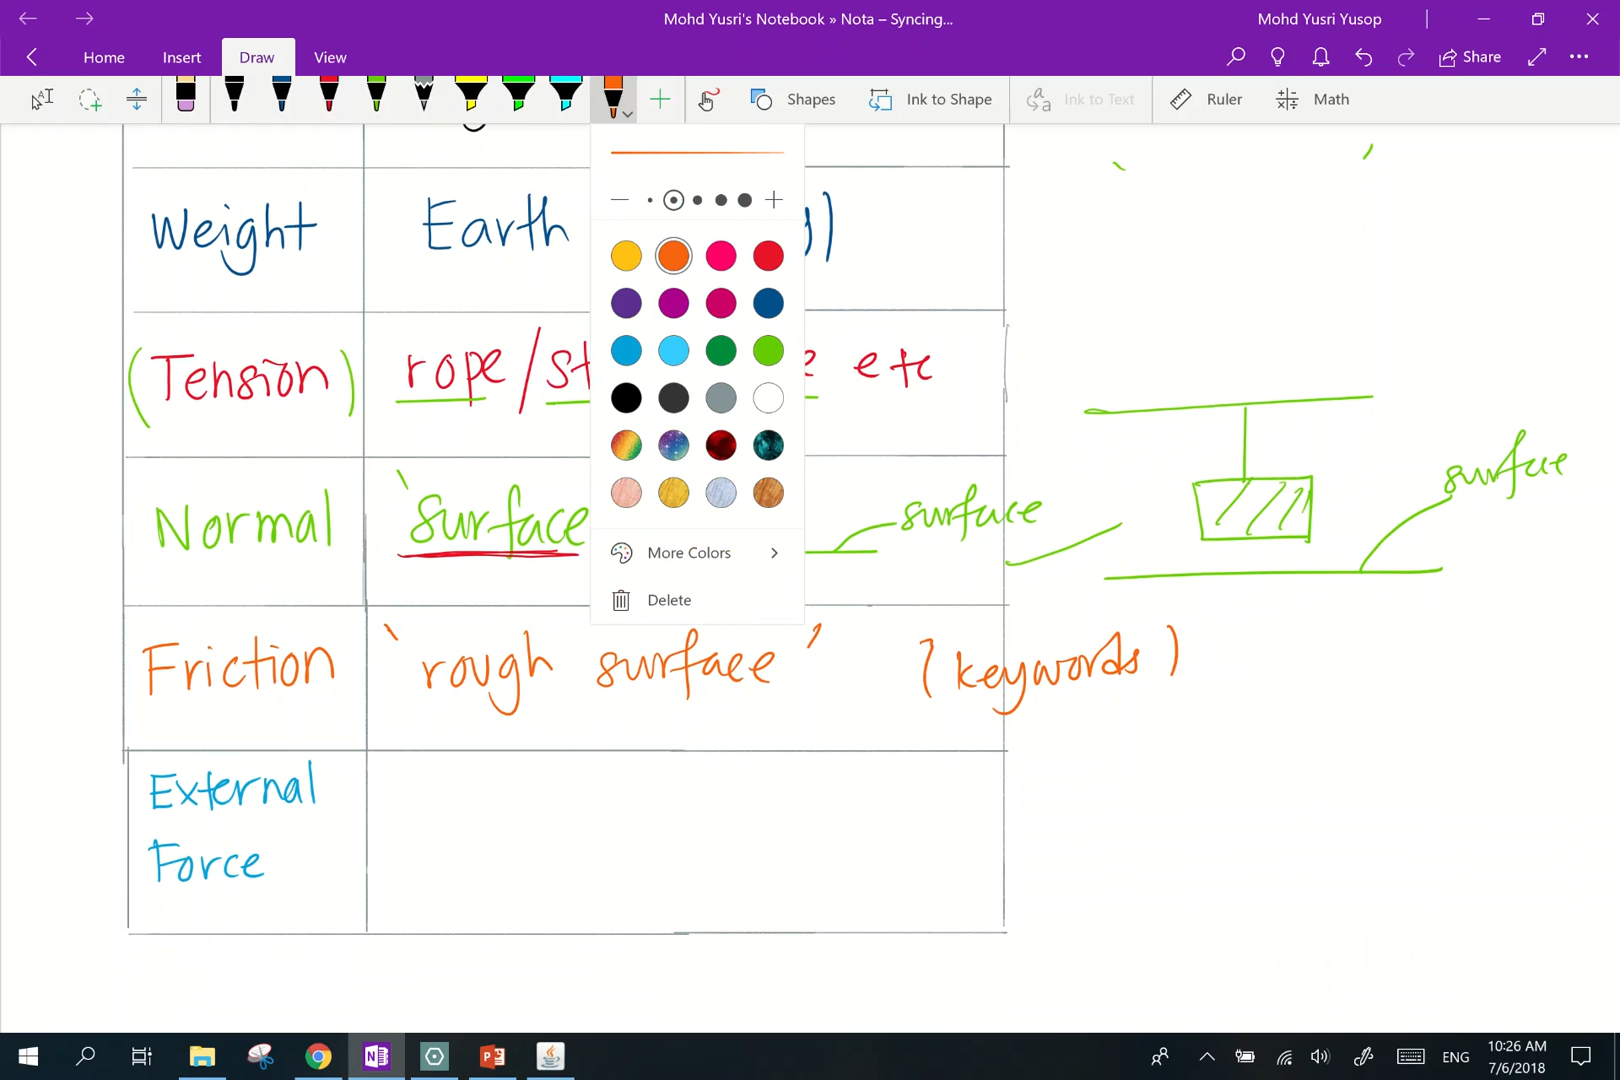 Mohd Yusri's Notebook » Nota – Syncing...
Mohd Yusri Yusop
Home
Insert
Draw
View
Share
Shapes
Ink to Shape
Ink to Text
Ruler
Math
Weight
Earth
(Tension)
rope/
etc
Normal
'surface
surface
surface
More Colors
Delete
Friction
'rough surface'
(keywords)
External
Force
ENG
10:26 AM
7/6/2018